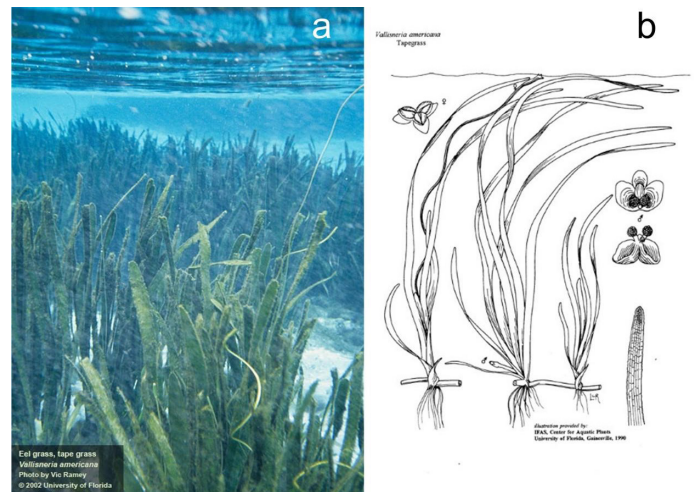 a
Eel grass, tape grass
Vallisneria americana
Photo by Vic Ramey
© 2002 University of Florida
b
Vallisneria americana
Tapegrass
♀
♂
♂
illustration provided by:
IFAS, Center for Aquatic Plants
University of Florida, Gainesville, 1990